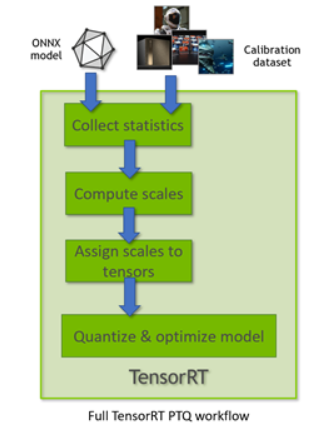 ONNX
model
Calibration
dataset
Collect statistics
Compute scales
Assign scales to
tensors
Quantize & optimize model
TensorRT
Full TensorRT PTQ workflow